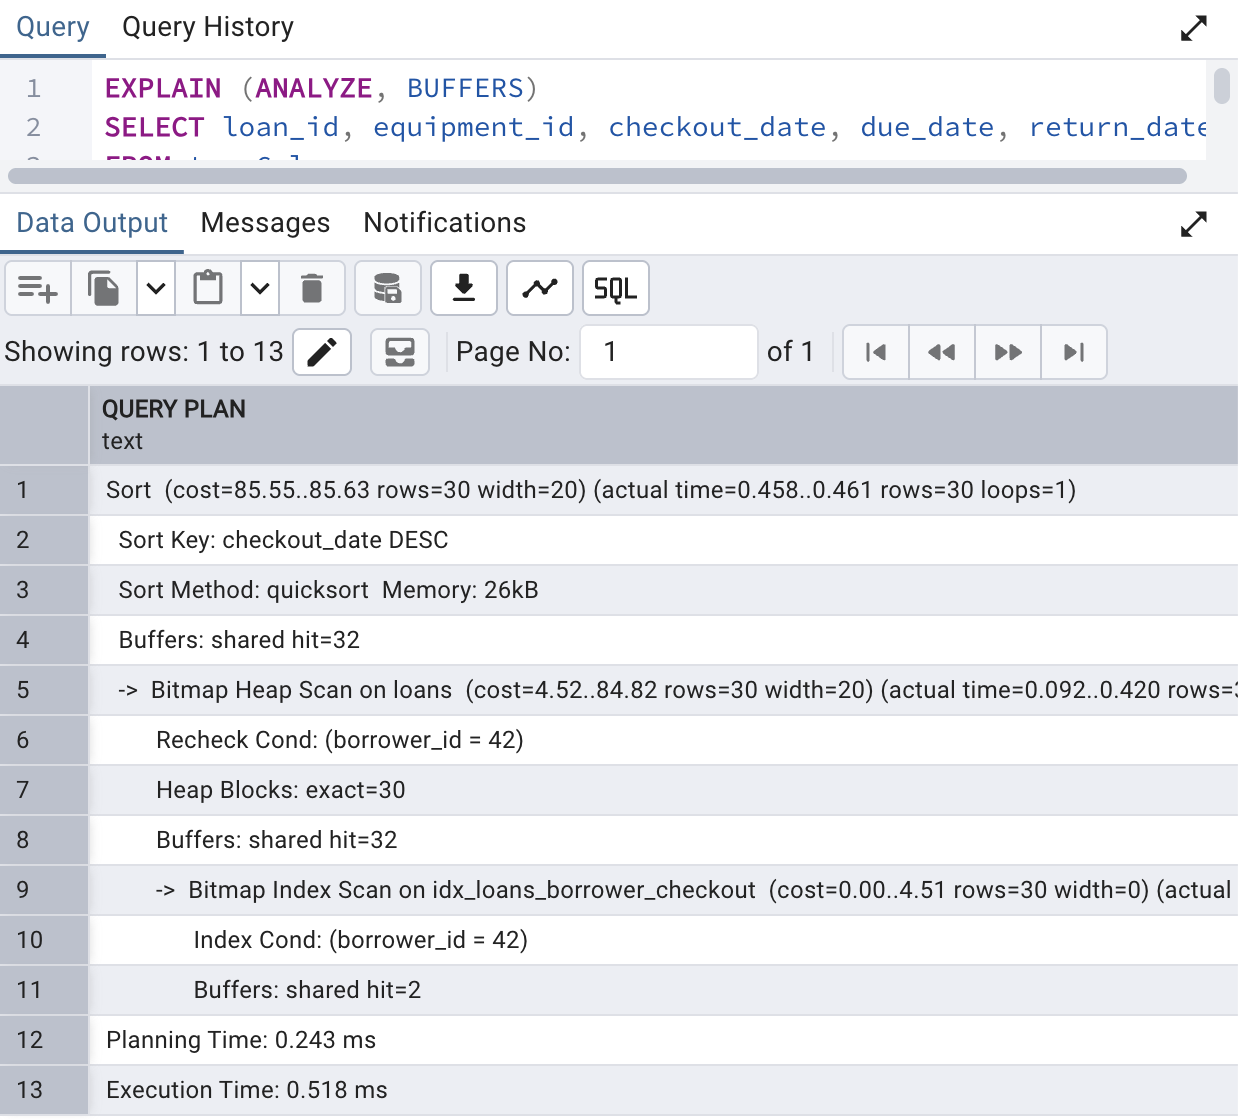 Query Query History
1 EXPLAIN (ANALYZE, BUFFERS)
2 SELECT loan_id, equipment_id, checkout_date, due_date, return_date
FROM
Data Output Messages Notifications
SQL
Showing rows: 1 to 13 Page No: 1 of 1
QUERY PLAN
text
1 Sort (cost=85.55..85.63 rows=30 width=20) (actual time=0.458..0.461 rows=30 loops=1)
2 Sort Key: checkout_date DESC
3 Sort Method: quicksort Memory: 26kB
4 Buffers: shared hit=32
5 -> Bitmap Heap Scan on loans (cost=4.52..84.82 rows=30 width=20) (actual time=0.092..0.420 rows=
6 Recheck Cond: (borrower_id = 42)
7 Heap Blocks: exact=30
8 Buffers: shared hit=32
9 -> Bitmap Index Scan on idx_loans_borrower_checkout (cost=0.00..4.51 rows=30 width=0) (actual
10 Index Cond: (borrower_id = 42)
11 Buffers: shared hit=2
12 Planning Time: 0.243 ms
13 Execution Time: 0.518 ms